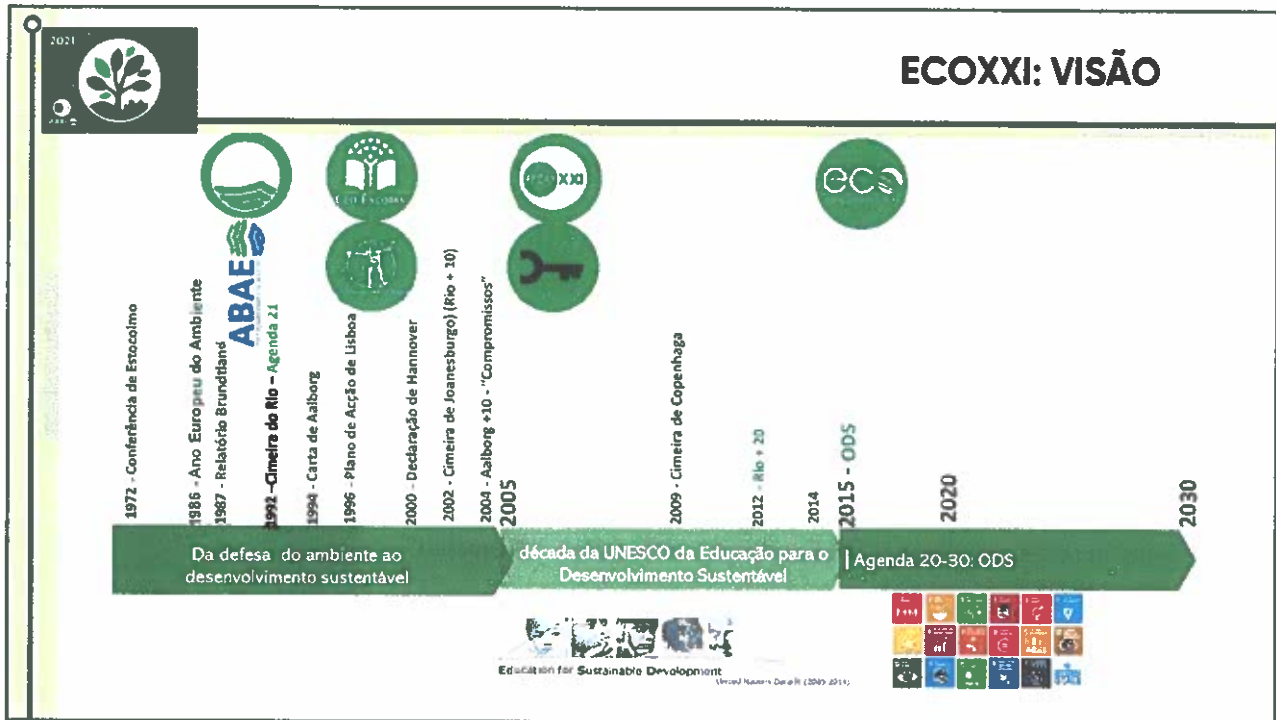 2021
ECOXXI: VISÃO
XXI
eco
ABAE
1972 - Conferência de Estocolmo
1986 - Ano Europeu do Ambiente
1987 - Relatório Brundtland
1992 –Cimeira do Rio – Agenda 21
1994 - Carta de Aalborg
1996 - Plano de Acção de Lisboa
2000 - Declaração de Hannover
2002 - Cimeira de Joanesburgo) (Rio + 10)
2004 - Aalborg +10 - "Compromissos"
2005
2009 - Cimeira de Copenhaga
2012 - Rio + 20
2014
2015 - ODS
2020
2030
Da defesa do ambiente ao
desenvolvimento sustentável
década da UNESCO da Educação para o
Desenvolvimento Sustentável
Agenda 20-30: ODS
Education for Sustainable Development